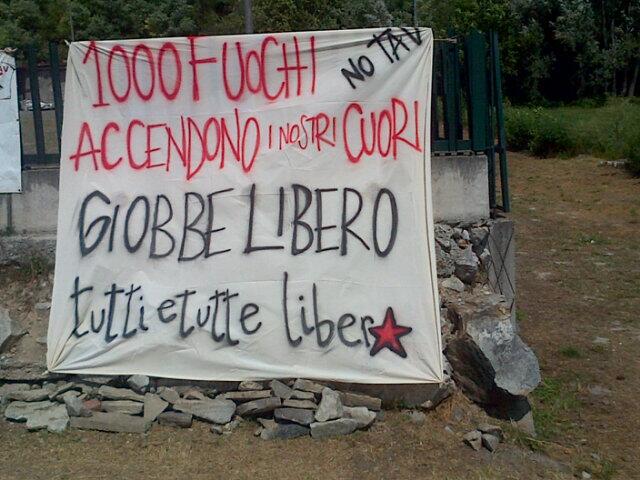 1000 FUOCHI
NO TAV
ACCENDONO I NOSTRI CUORI
GIOBBE LIBERO
tutti e tutte liber★